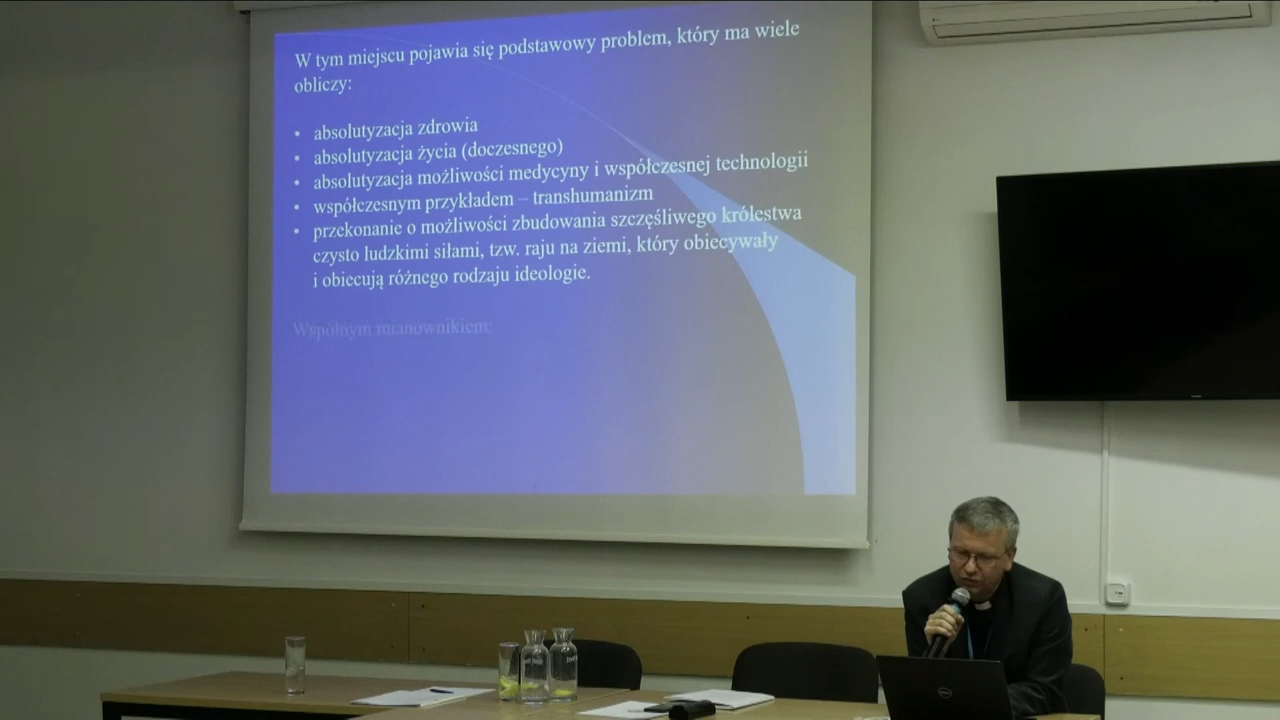 W tym miejscu pojawia się podstawowy problem, który ma wiele
obliczy:
• absolutyzacja zdrowia
• absolutyzacja życia (doczesnego)
• absolutyzacja możliwości medycyny i współczesnej technologii
• współczesnym przykładem – transhumanizm
• przekonanie o możliwości zbudowania szczęśliwego królestwa
czysto ludzkimi siłami, tzw. raju na ziemi, który obiecywały
i obiecują różnego rodzaju ideologie.
Wspólnym mianownikiem: